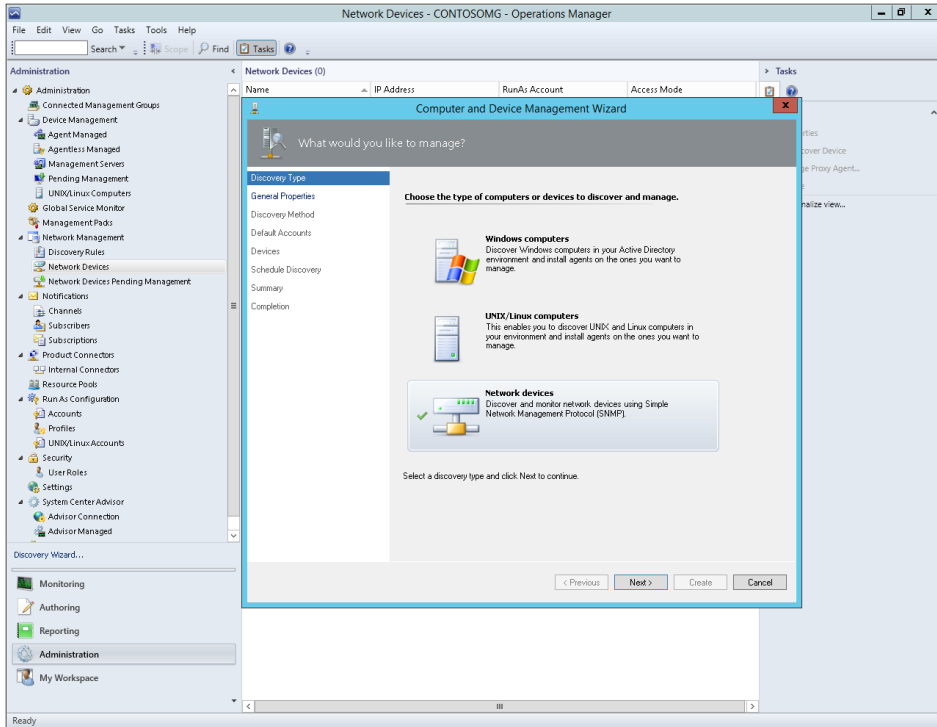 Network Devices - CONTOSOMG - Operations Manager
File Edit View Go Tasks Tools Help
Search Scope Find Tasks
Administration
Administration
Connected Management Groups
Device Management
Agent Managed
Agentless Managed
Management Servers
Pending Management
UNIX/Linux Computers
Global Service Monitor
Management Packs
Network Management
Discovery Rules
Network Devices
Network Devices Pending Management
Notifications
Channels
Subscribers
Subscriptions
Product Connectors
Internal Connectors
Resource Pools
Run As Configuration
Accounts
Profiles
UNIX/Linux Accounts
Security
User Roles
Settings
System Center Advisor
Advisor Connection
Advisor Managed
Discovery Wizard...
Monitoring
Authoring
Reporting
Administration
My Workspace
Ready
Network Devices (0)
Name IP Address RunAs Account Access Mode
Computer and Device Management Wizard
What would you like to manage?
Discovery Type
General Properties
Discovery Method
Default Accounts
Devices
Schedule Discovery
Summary
Completion
Choose the type of computers or devices to discover and manage.
Windows computers
Discover Windows computers in your Active Directory
environment and install agents on the ones you want to
manage.
UNIX/Linux computers
This enables you to discover UNIX and Linux computers in
your environment and install agents on the ones you want to
manage.
Network devices
Discover and monitor network devices using Simple
Network Management Protocol (SNMP).
Select a discovery type and click Next to continue.
< Previous Next > Create Cancel
Tasks
rties
cover Device
ge Proxy Agent...
e
nalize view...